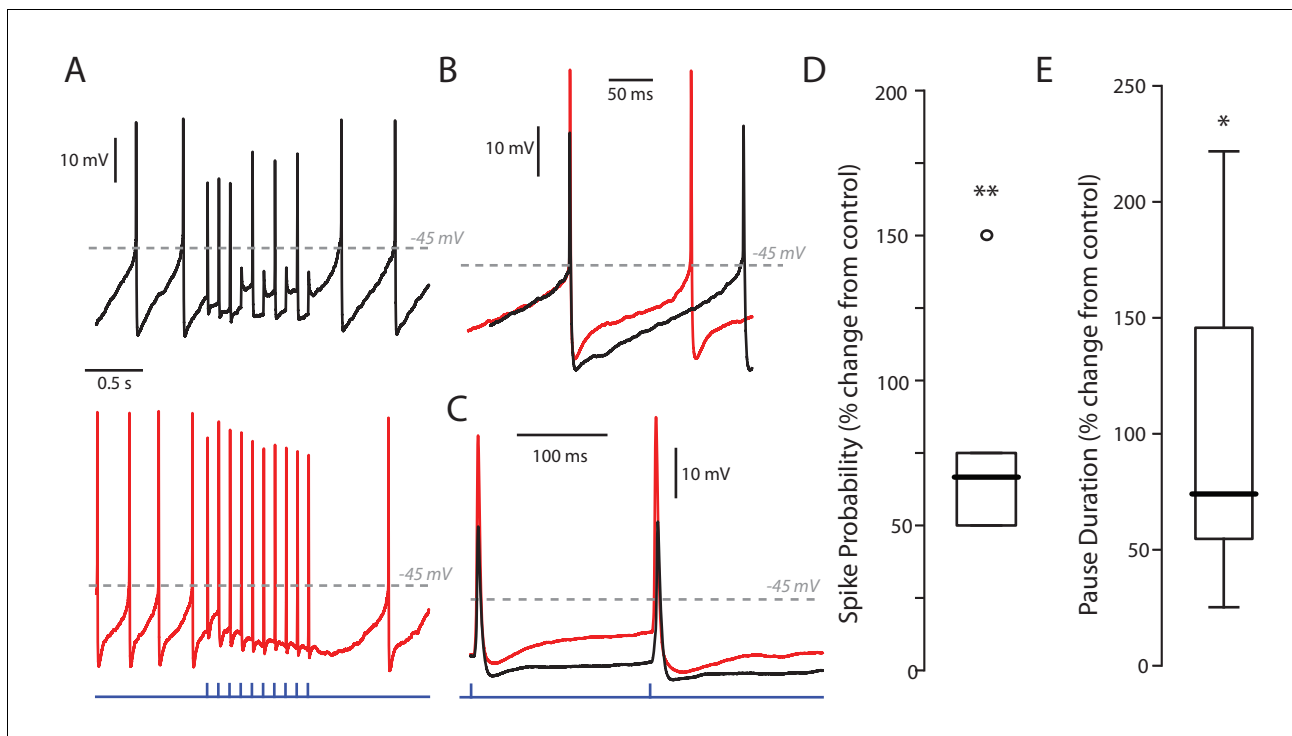 A
10 mV
-45 mV
0.5 s
-45 mV
B
50 ms
10 mV
-45 mV
C
100 ms
10 mV
-45 mV
D
Spike Probability (% change from control)
200
150
100
50
0
**
E
Pause Duration (% change from control)
250
200
150
100
50
0
*